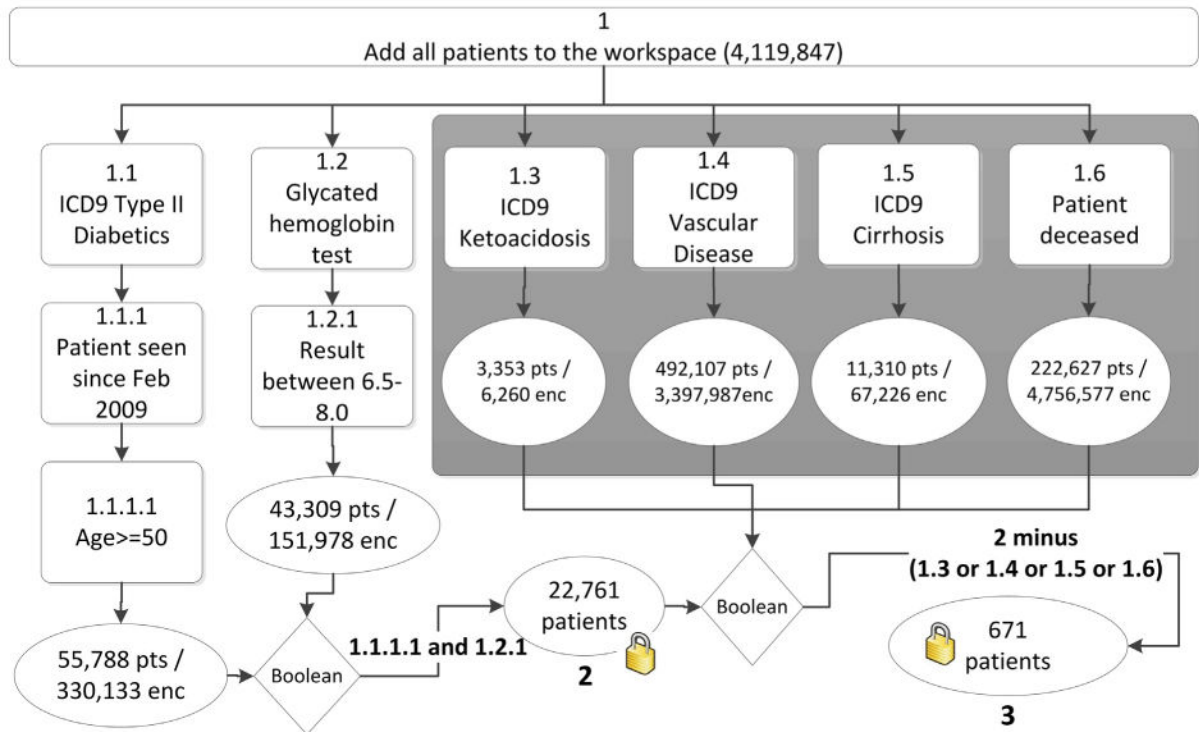 1
Add all patients to the workspace (4,119,847)
1.1
ICD9 Type II
Diabetics
1.2
Glycated
hemoglobin
test
1.3
ICD9
Ketoacidosis
1.4
ICD9
Vascular
Disease
1.5
ICD9
Cirrhosis
1.6
Patient
deceased
1.1.1
Patient seen
since Feb
2009
1.2.1
Result
between 6.5-
8.0
3,353 pts /
6,260 enc
492,107 pts /
3,397,987enc
11,310 pts /
67,226 enc
222,627 pts /
4,756,577 enc
1.1.1.1
Age>=50
43,309 pts /
151,978 enc
55,788 pts /
330,133 enc
Boolean
1.1.1.1 and 1.2.1
22,761
patients
2
Boolean
2 minus
(1.3 or 1.4 or 1.5 or 1.6)
671
patients
3